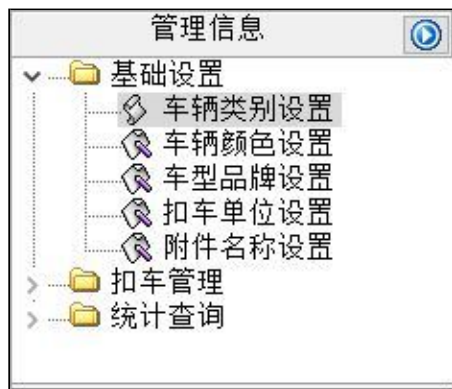 管理信息
基础设置
车辆类别设置
车辆颜色设置
车型品牌设置
扣车单位设置
附件名称设置
扣车管理
统计查询